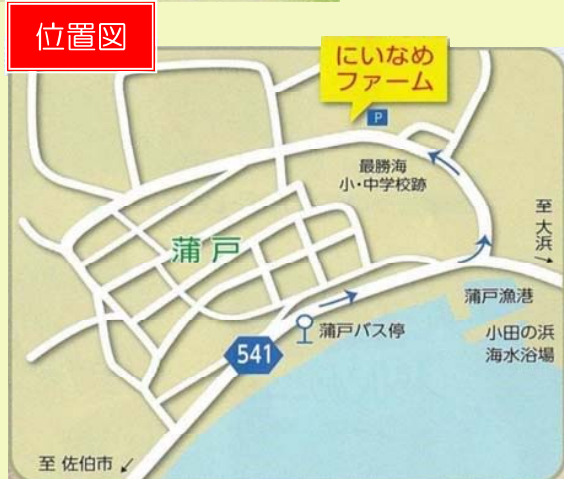 位置図
にいなめ
ファーム
P
最勝海
小・中学校跡
至
大
浜
蒲戸
蒲戸漁港
蒲戸バス停
小田の浜
海水浴場
541
至 佐伯市